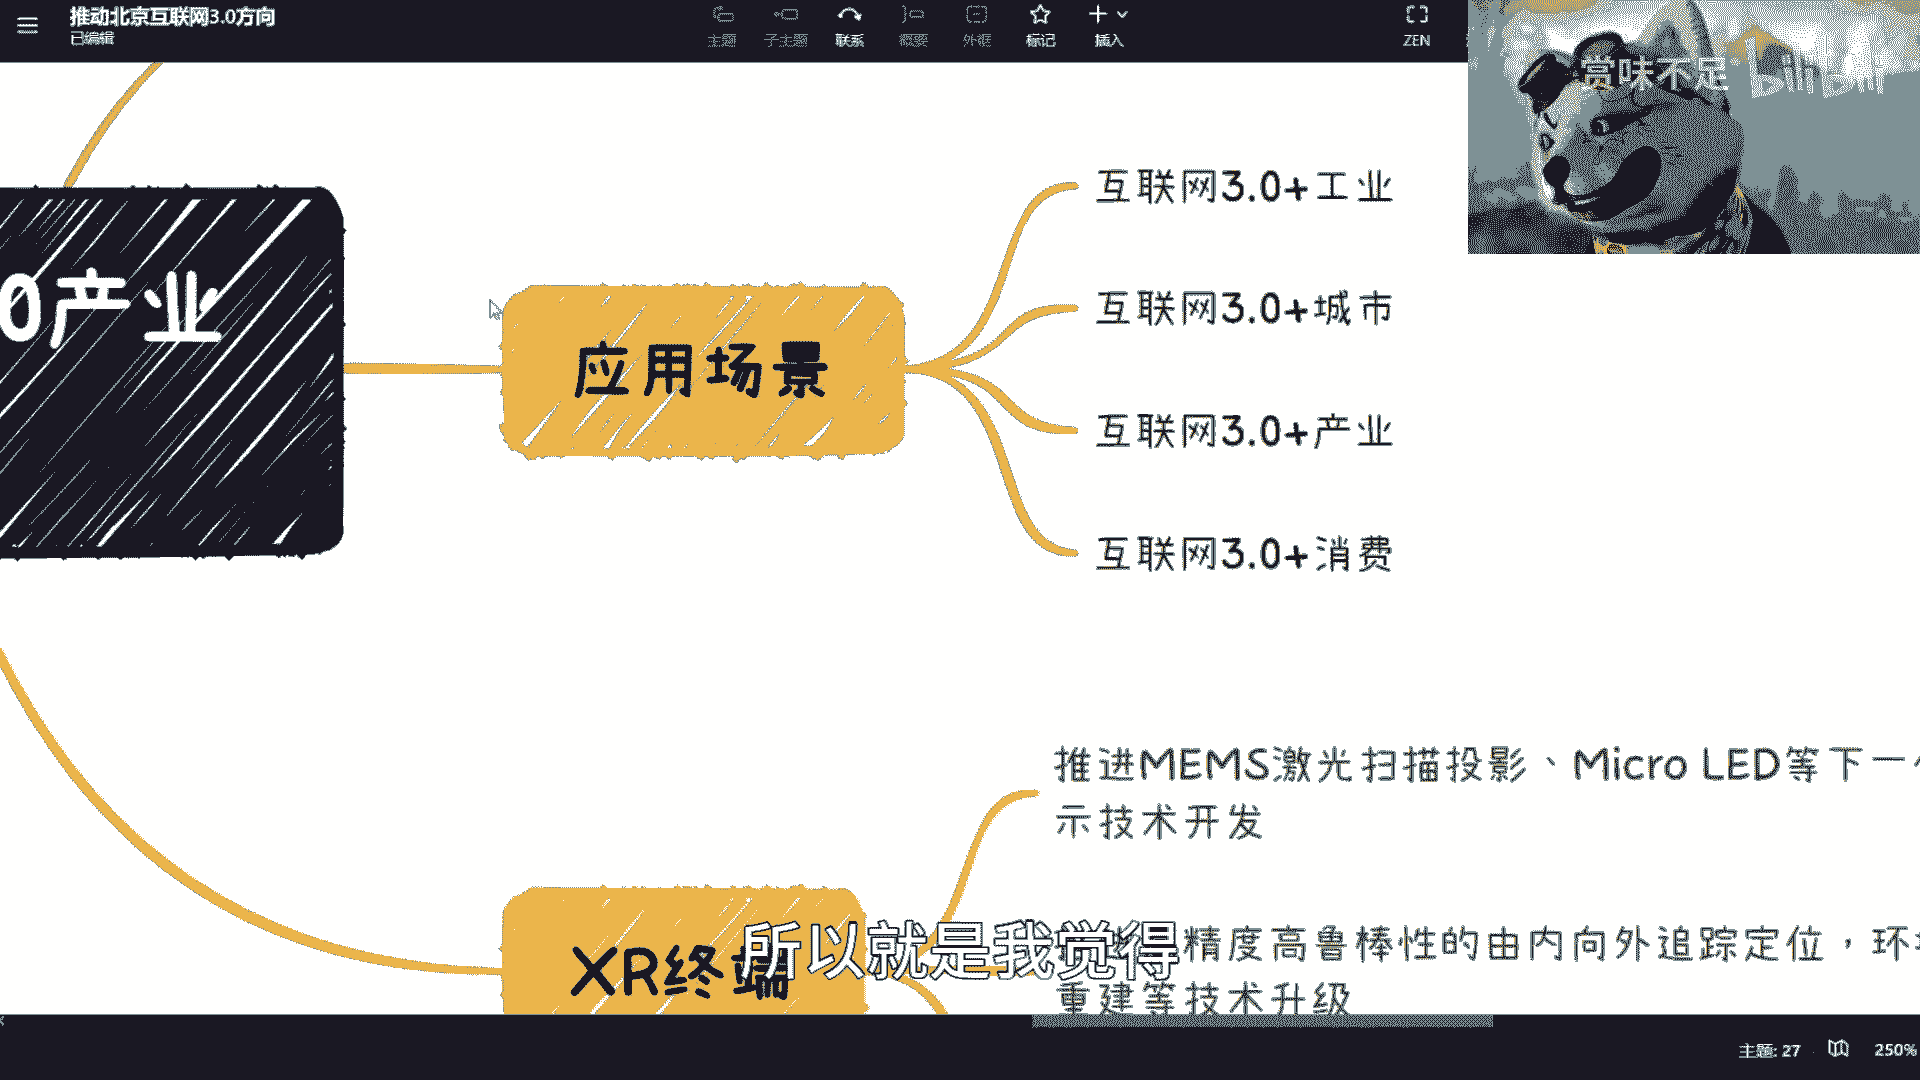 推动北京互联网3.0方向
已编辑
主题
子主题
联系
概要
外框
标记
插入
ZEN
赏味不足
bilibili
互联网3.0+工业
互联网3.0+城市
0产业
应用场景
互联网3.0+产业
互联网3.0+消费
推进MEMS激光扫描投影、Micro LED等下一
示技术开发
XR终端
精度高鲁棒性的由内向外追踪定位，环
重建等技术升级
所以就是我觉得
主题: 27
250%